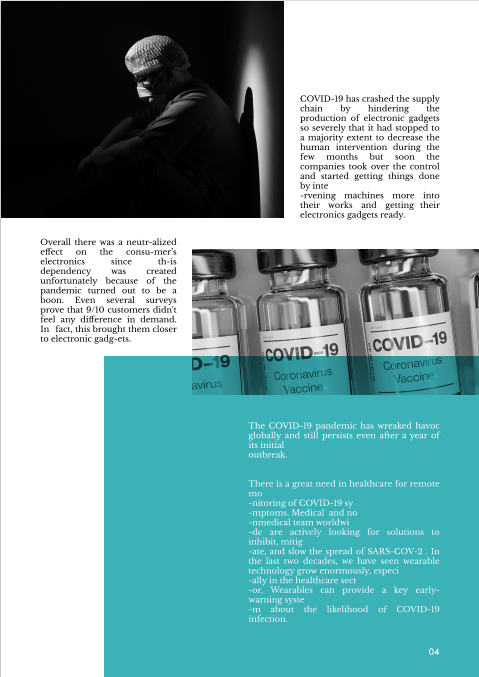 COVID-19 has crashed the supply
chain by hindering the
production of electronic gadgets
so severely that it had stopped to
a majority extent to decrease the
human intervention during the
few months but soon the
companies took over the control
and started getting things done
by inte
-rvening machines more into
their works and getting their
electronics gadgets ready.
Overall there was a neutr-alized
effect on the consu-mer's
electronics since th-is
dependency was created
unfortunately because of the
pandemic turned out to be a
boon. Even several surveys
prove that 9/10 customers didn't
feel any difference in demand.
In fact, this brought them closer
to electronic gadg-ets.
D-19
avirus
COVID-19
Coronavirus
Vaccine
COVID-19
Coronavirus
Vaccine
The COVID-19 pandemic has wreaked havoc
globally and still persists even after a year of
its initial
outbreak.
There is a great need in healthcare for remote
mo
-nitoring of COVID-19 sy
-mptoms. Medical and no
-nmedical team worldwi
-de are actively looking for solutions to
inhibit, mitig
-ate, and slow the spread of SARS-COV-2 . In
the last two decades, we have seen wearable
technology grow enormously, especi
-ally in the healthcare sect
-or. Wearables can provide a key early-
warning syste
-m about the likelihood of COVID-19
infection.
04